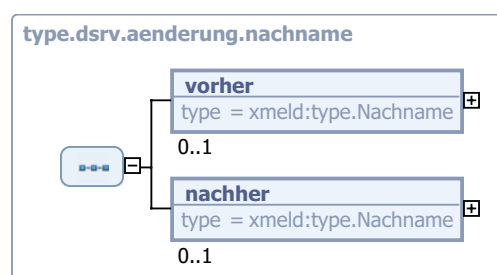 type.dsrv.aenderung.nachname
vorher
type = xmeld:type.Nachname
0..1
nachher
type = xmeld:type.Nachname
0..1